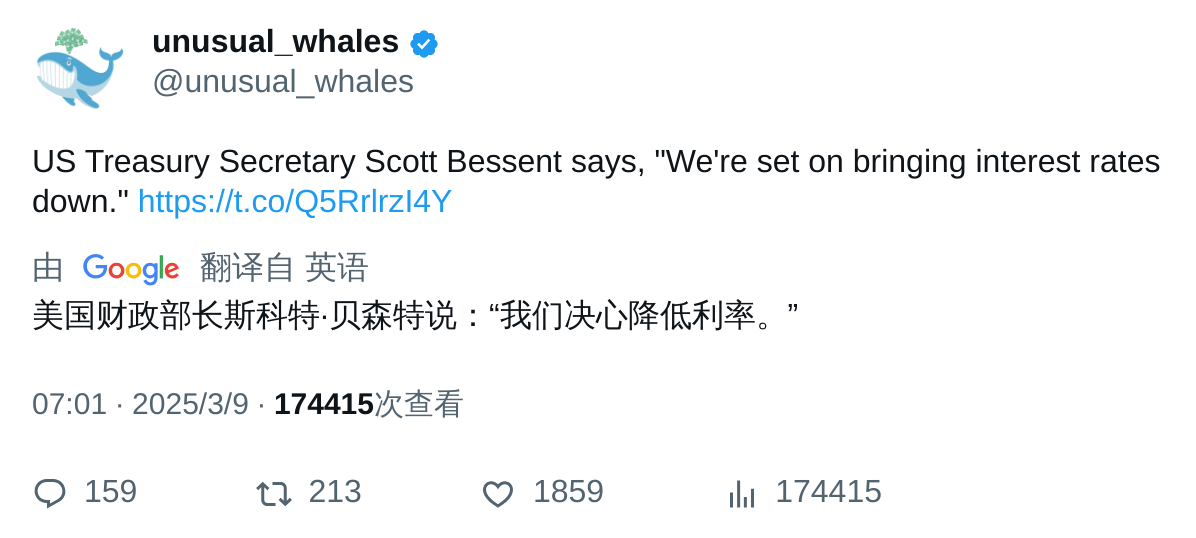 unusual_whales
@unusual_whales
US Treasury Secretary Scott Bessent says, "We're set on bringing interest rates
down." https://t.co/Q5RrlrzI4Y
由 Google 翻译自 英语
美国财政部长斯科特·贝森特说：“我们决心降低利率。”
07:01 · 2025/3/9 · 174415次查看
159 213 1859 174415